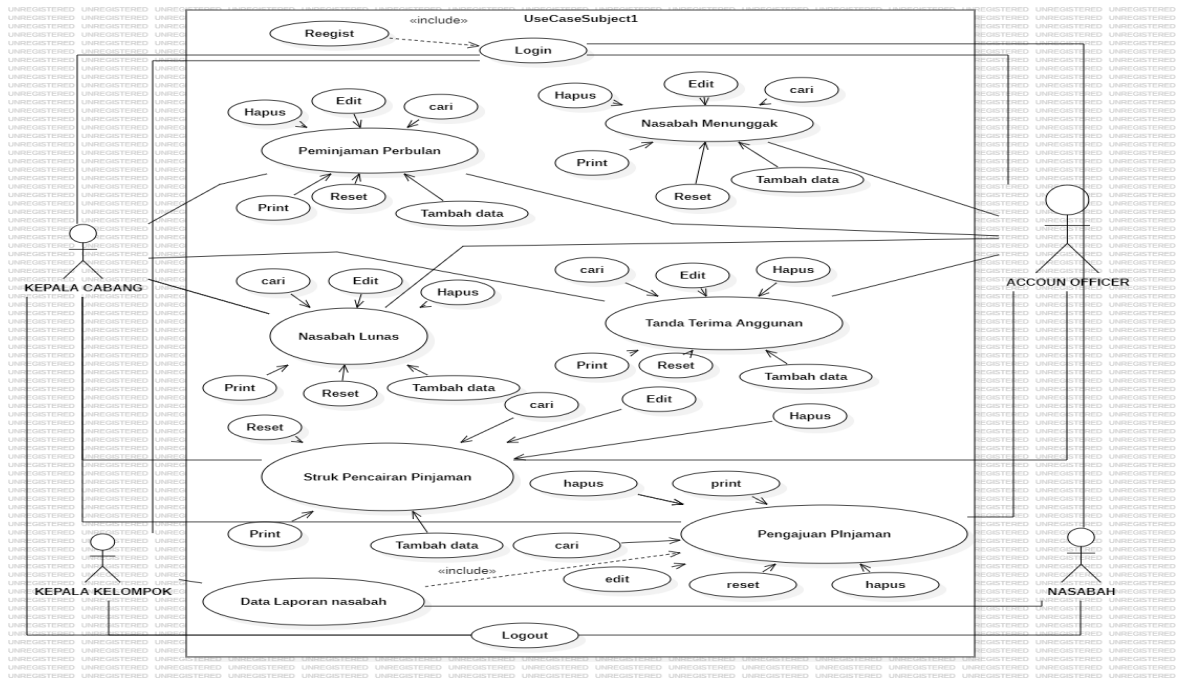 UseCaseSubject1
«include»
Reegist
Login
Hapus
Edit
cari
Peminjaman Perbulan
Print
Reset
Tambah data
Hapus
Edit
cari
Nasabah Menunggak
Print
Reset
Tambah data
KEPALA CABANG
ACCOUN OFFICER
cari
Edit
Hapus
Nasabah Lunas
Print
Reset
Tambah data
cari
Edit
Hapus
Tanda Terima Anggunan
Print
Reset
Tambah data
cari
Edit
Hapus
Reset
Struk Pencairan Pinjaman
Print
Tambah data
hapus
print
Pengajuan PInjaman
cari
edit
reset
hapus
«include»
KEPALA KELOMPOK
Data Laporan nasabah
NASABAH
Logout
UNREGISTERED